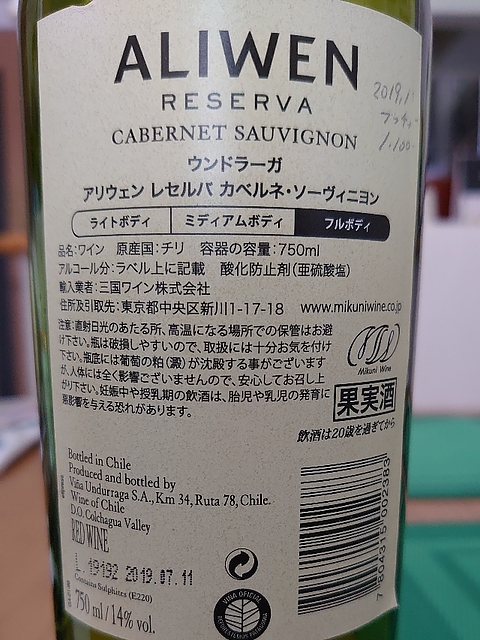 ALIWEN
RESERVA
CABERNET SAUVIGNON
2019.1
1,100-
ウンドラーガ
アリウェン レセルバ カベルネ・ソーヴィニヨン
ライトボディ ミディアムボディ フルボディ
品名:ワイン 原産国:チリ 容器の容量:750ml
アルコール分:ラベル上に記載 酸化防止剤(亜硫酸塩)
輸入業者:三国ワイン株式会社
住所及引取先:東京都中央区新川1-17-18 www.mikuniwine.co.jp
注意:直射日光のあたる所、高温になる場所での保管はお避
け下さい。瓶は破損しやすいので、取扱には十分お気を付け
下さい。瓶底には葡萄の粕(澱)が沈殿する事がございます
が、人体には全く影響ございませんので、安心してお召し上
がり下さい。妊娠中や授乳期の飲酒は、胎児や乳児の発育に
悪影響を与える恐れがあります。
Mikuni Wine
果実酒
飲酒は20歳を過ぎてから
Bottled in Chile
Produced and bottled by
Viña Undurraga S.A., Km 34, Ruta 78, Chile.
Wine of Chile
D.O. Colchagua Valley
RED WINE
L. 19192 2019.07.11
Contains Sulphites (E220)
750 ml / 14% vol.
VIÑA OFICIAL
7 804315 002383